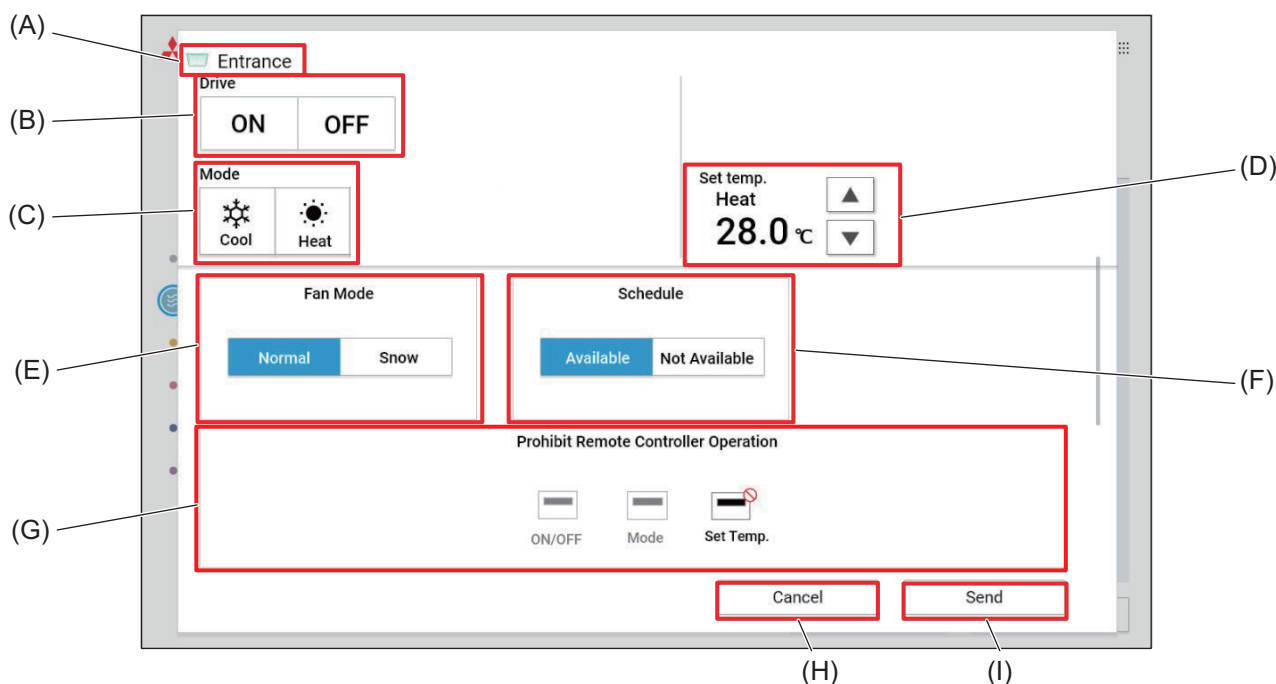 (A)
Entrance
Drive
(B)
ON OFF
Mode
(C)
Cool Heat
Set temp.
Heat
28.0 ℃
(D)
Fan Mode
Normal Snow
(E)
Schedule
Available Not Available
(F)
Prohibit Remote Controller Operation
(G)
ON/OFF Mode Set Temp.
Cancel Send
(H) (I)